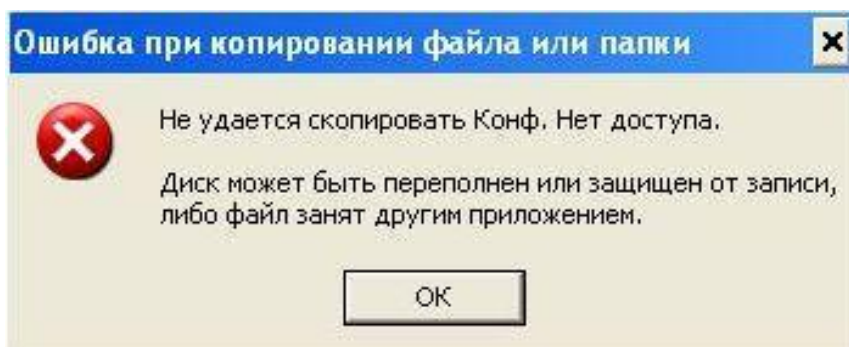 Ошибка при копировании файла или папки
Не удается скопировать Конф. Нет доступа.
Диск может быть переполнен или защищен от записи,
либо файл занят другим приложением.
ОК